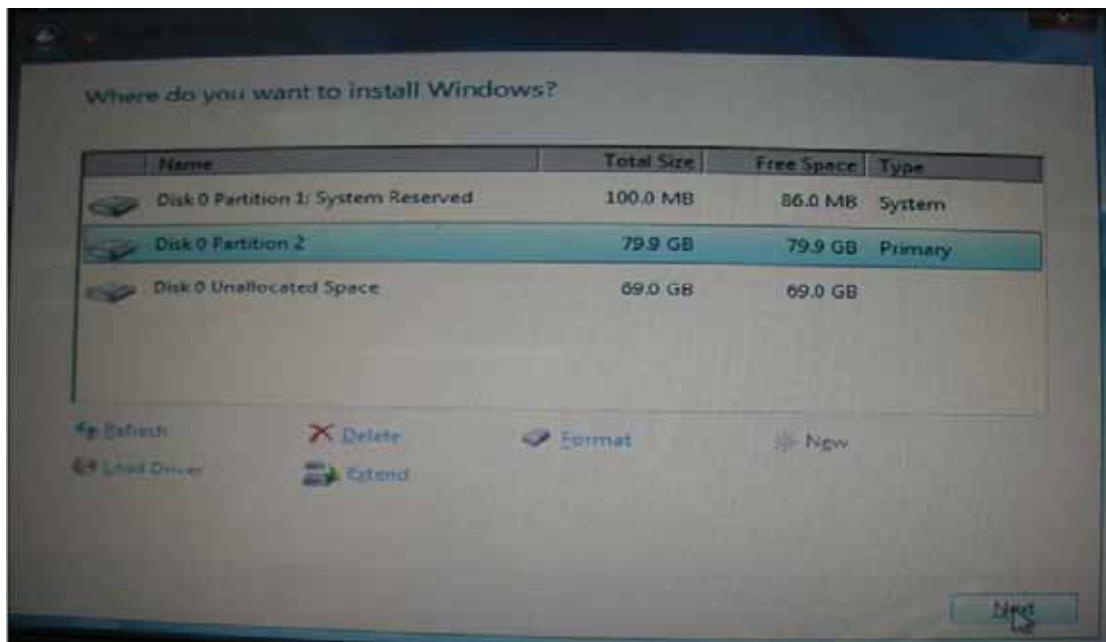 Where do you want to install Windows?
Name Total Size Free Space Type
Disk 0 Partition 1: System Reserved 100.0 MB 86.0 MB System
Disk 0 Partition 2 79.9 GB 79.9 GB Primary
Disk 0 Unallocated Space 69.0 GB 69.0 GB
Refresh Delete Format New
Load Driver Extend
Next